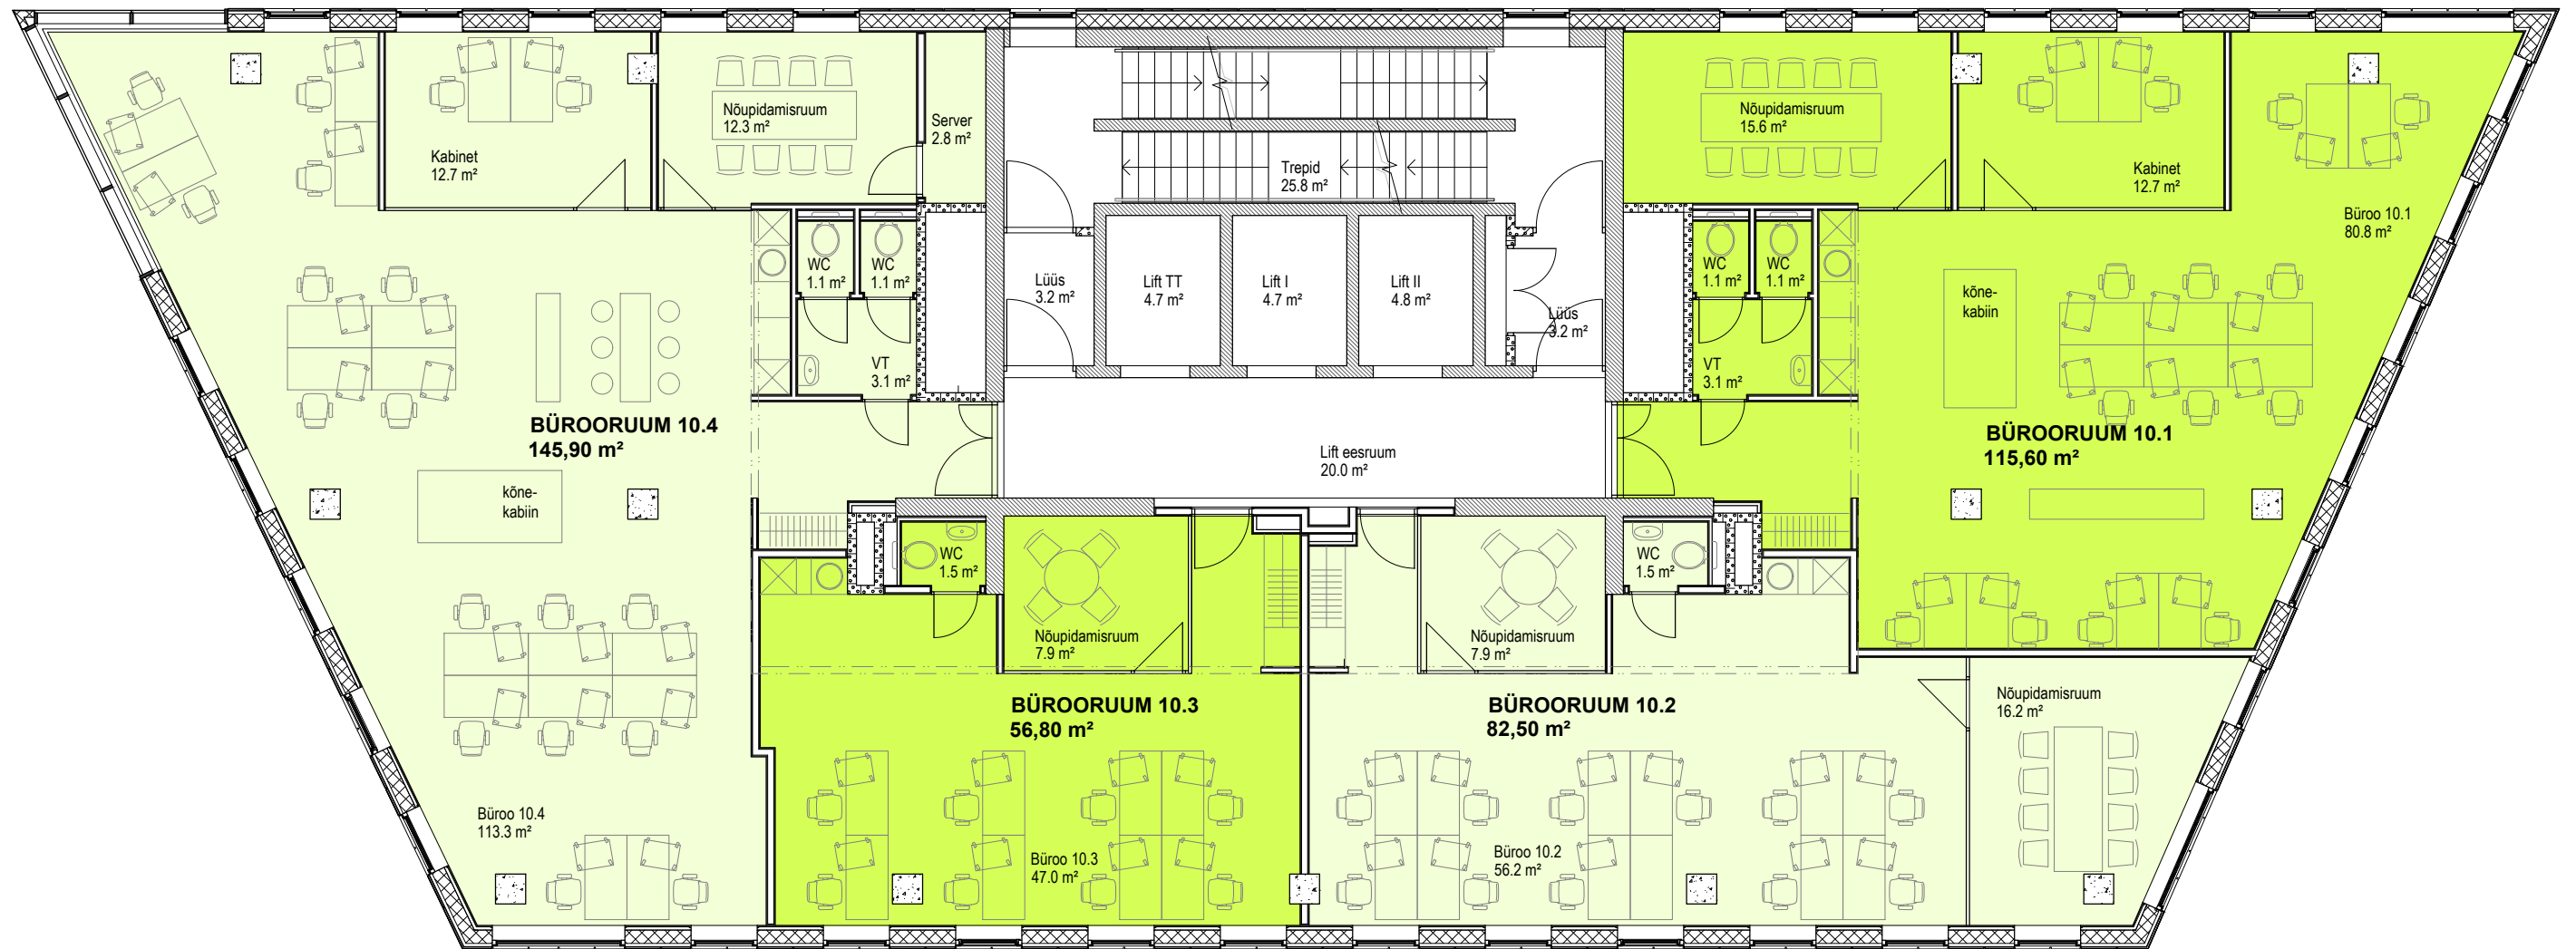 Kabinet
12.7 m²
Nõupidamisruum
12.3 m²
Server
2.8 m²
Trepid
25.8 m²
Nõupidamisruum
15.6 m²
Kabinet
12.7 m²
Büroo 10.1
80.8 m²
WC
1.1 m²
WC
1.1 m²
Lüüs
3.2 m²
Lift TT
4.7 m²
Lift I
4.7 m²
Lift II
4.8 m²
Lüüs
3.2 m²
WC
1.1 m²
WC
1.1 m²
kõne-
kabiin
VT
3.1 m²
VT
3.1 m²
BÜROORUUM 10.4
145,90 m²
Lift eesruum
20.0 m²
BÜROORUUM 10.1
115,60 m²
kõne-
kabiin
WC
1.5 m²
WC
1.5 m²
Nõupidamisruum
7.9 m²
Nõupidamisruum
7.9 m²
BÜROORUUM 10.3
56,80 m²
BÜROORUUM 10.2
82,50 m²
Nõupidamisruum
16.2 m²
Büroo 10.4
113.3 m²
Büroo 10.3
47.0 m²
Büroo 10.2
56.2 m²